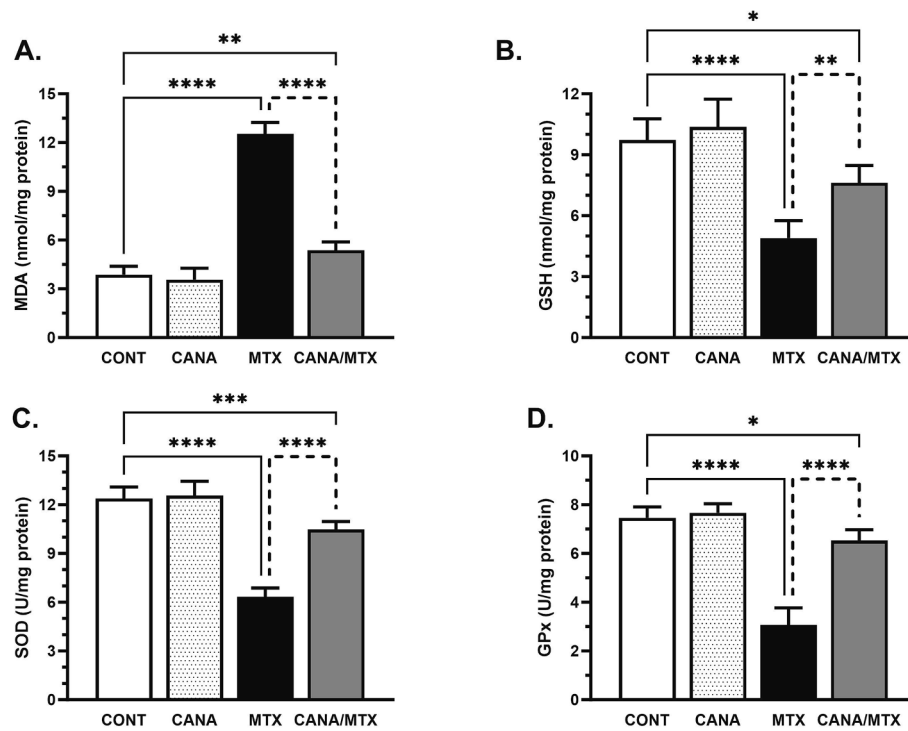 A.
**
****
****
15
12
9
6
3
0
MDA (nmol/mg protein)
CONT CANA MTX CANA/MTX
B.
*
****
**
12
9
6
3
0
GSH (nmol/mg protein)
CONT CANA MTX CANA/MTX
C.
***
****
****
15
12
9
6
3
0
SOD (U/mg protein)
CONT CANA MTX CANA/MTX
D.
*
****
****
10
8
6
4
2
0
GPx (U/mg protein)
CONT CANA MTX CANA/MTX